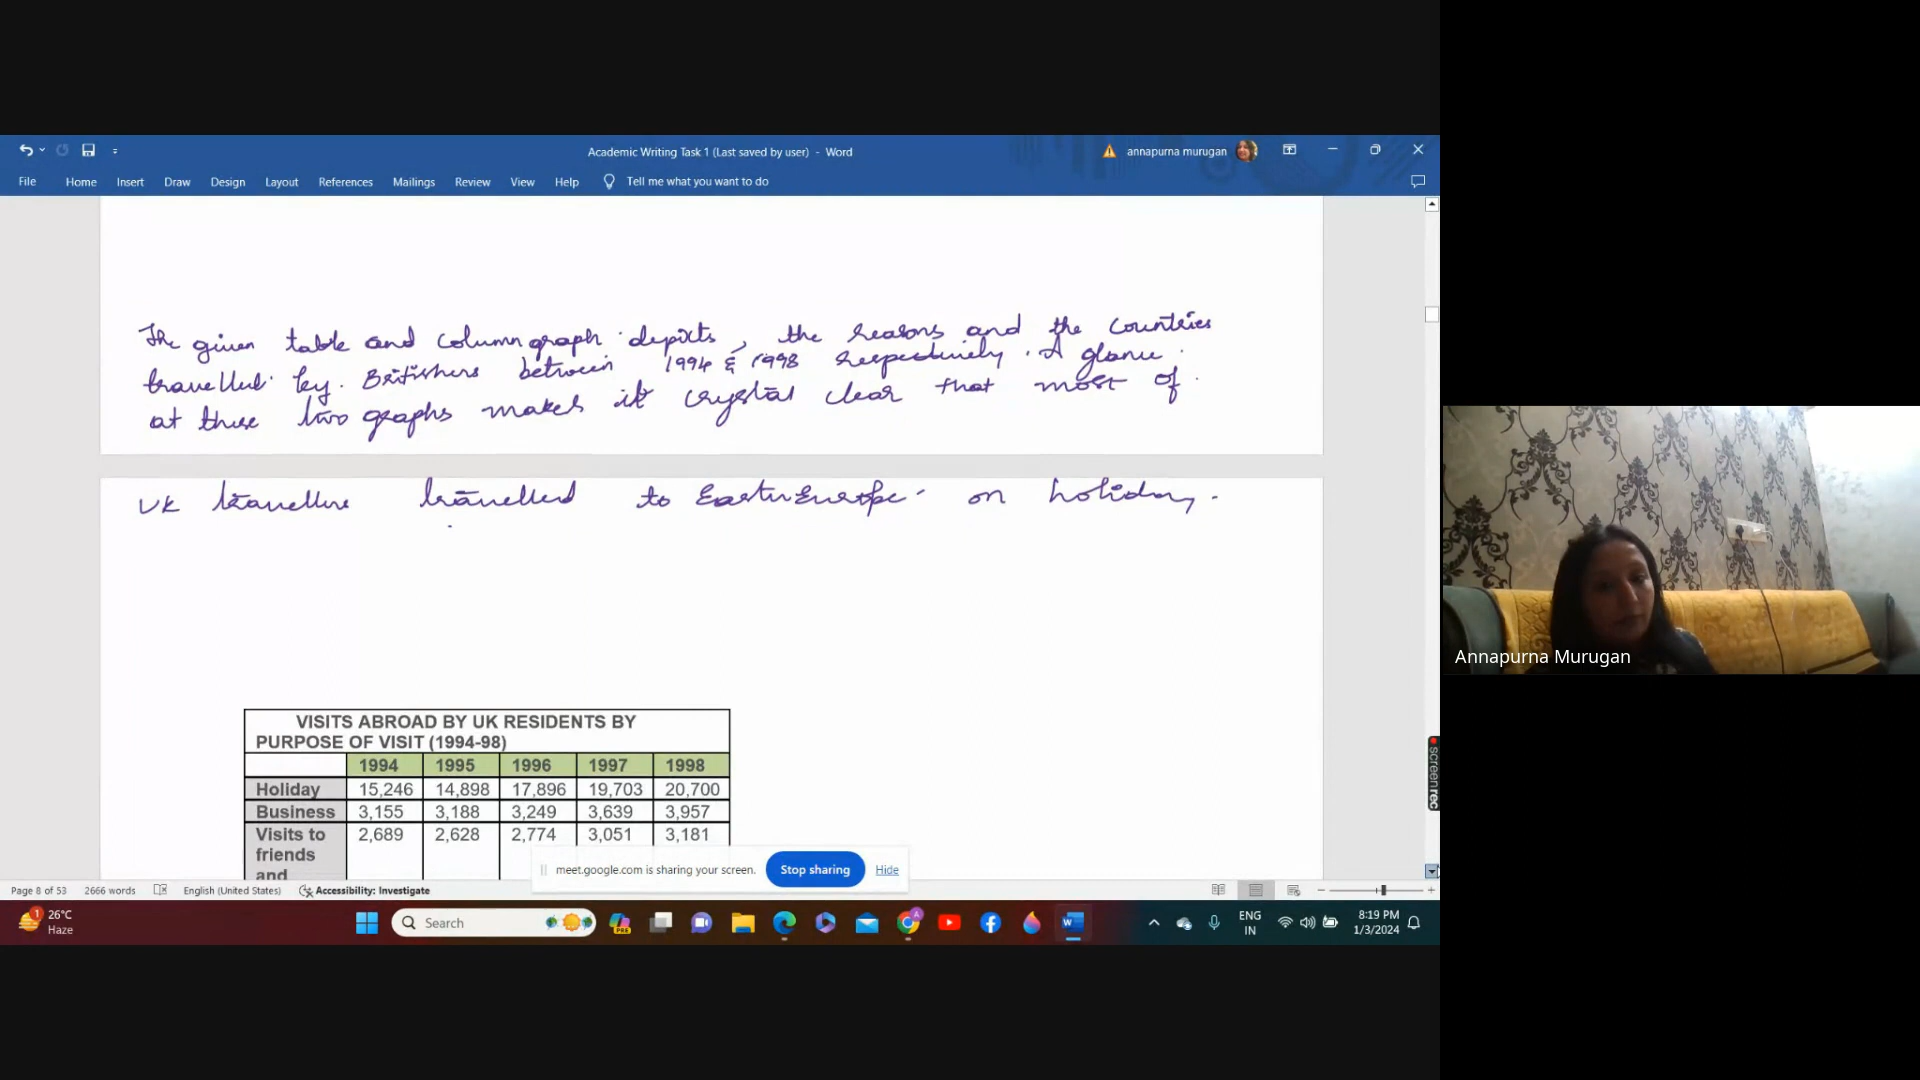 Academic Writing Task 1 (Last saved by user) - Word
annapurna murugan
File Home Insert Draw Design Layout References Mailings Review View Help Tell me what you want to do
The given table and column graph depicts, the reasons and the countries
travelled by Britishers between 1994 & 1998 respectively. A glance
at these two graphs makes it crystal clear that most of
UK travellers travelled to Eastern Europe on holiday.
VISITS ABROAD BY UK RESIDENTS BY
PURPOSE OF VISIT (1994-98)
1994 1995 1996 1997 1998
Holiday 15,246 14,898 17,896 19,703 20,700
Business 3,155 3,188 3,249 3,639 3,957
Visits to 2,689 2,628 2,774 3,051 3,181
friends
and
meet.google.com is sharing your screen. Stop sharing Hide
Page 8 of 53 2666 words English (United States) Accessibility: Investigate
screenrec
Annapurna Murugan
1 26°C
Haze
Search
PRE
ENG
IN
8:19 PM
1/3/2024